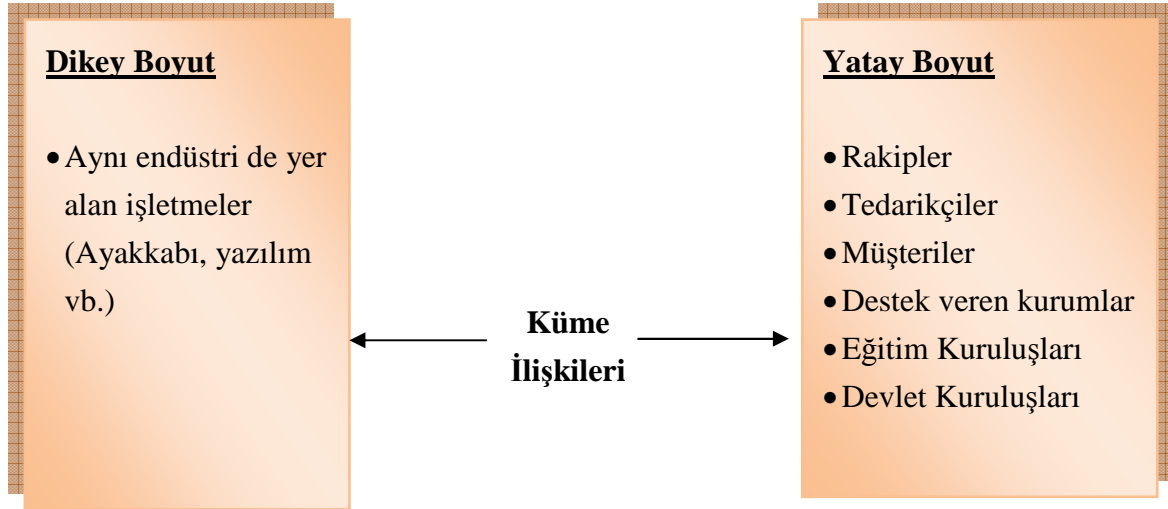 Dikey Boyut
• Aynı endüstri de yer
alan işletmeler
(Ayakkabı, yazılım
vb.)
Küme
İlişkileri
Yatay Boyut
• Rakipler
• Tedarikçiler
• Müşteriler
• Destek veren kurumlar
• Eğitim Kuruluşları
• Devlet Kuruluşları